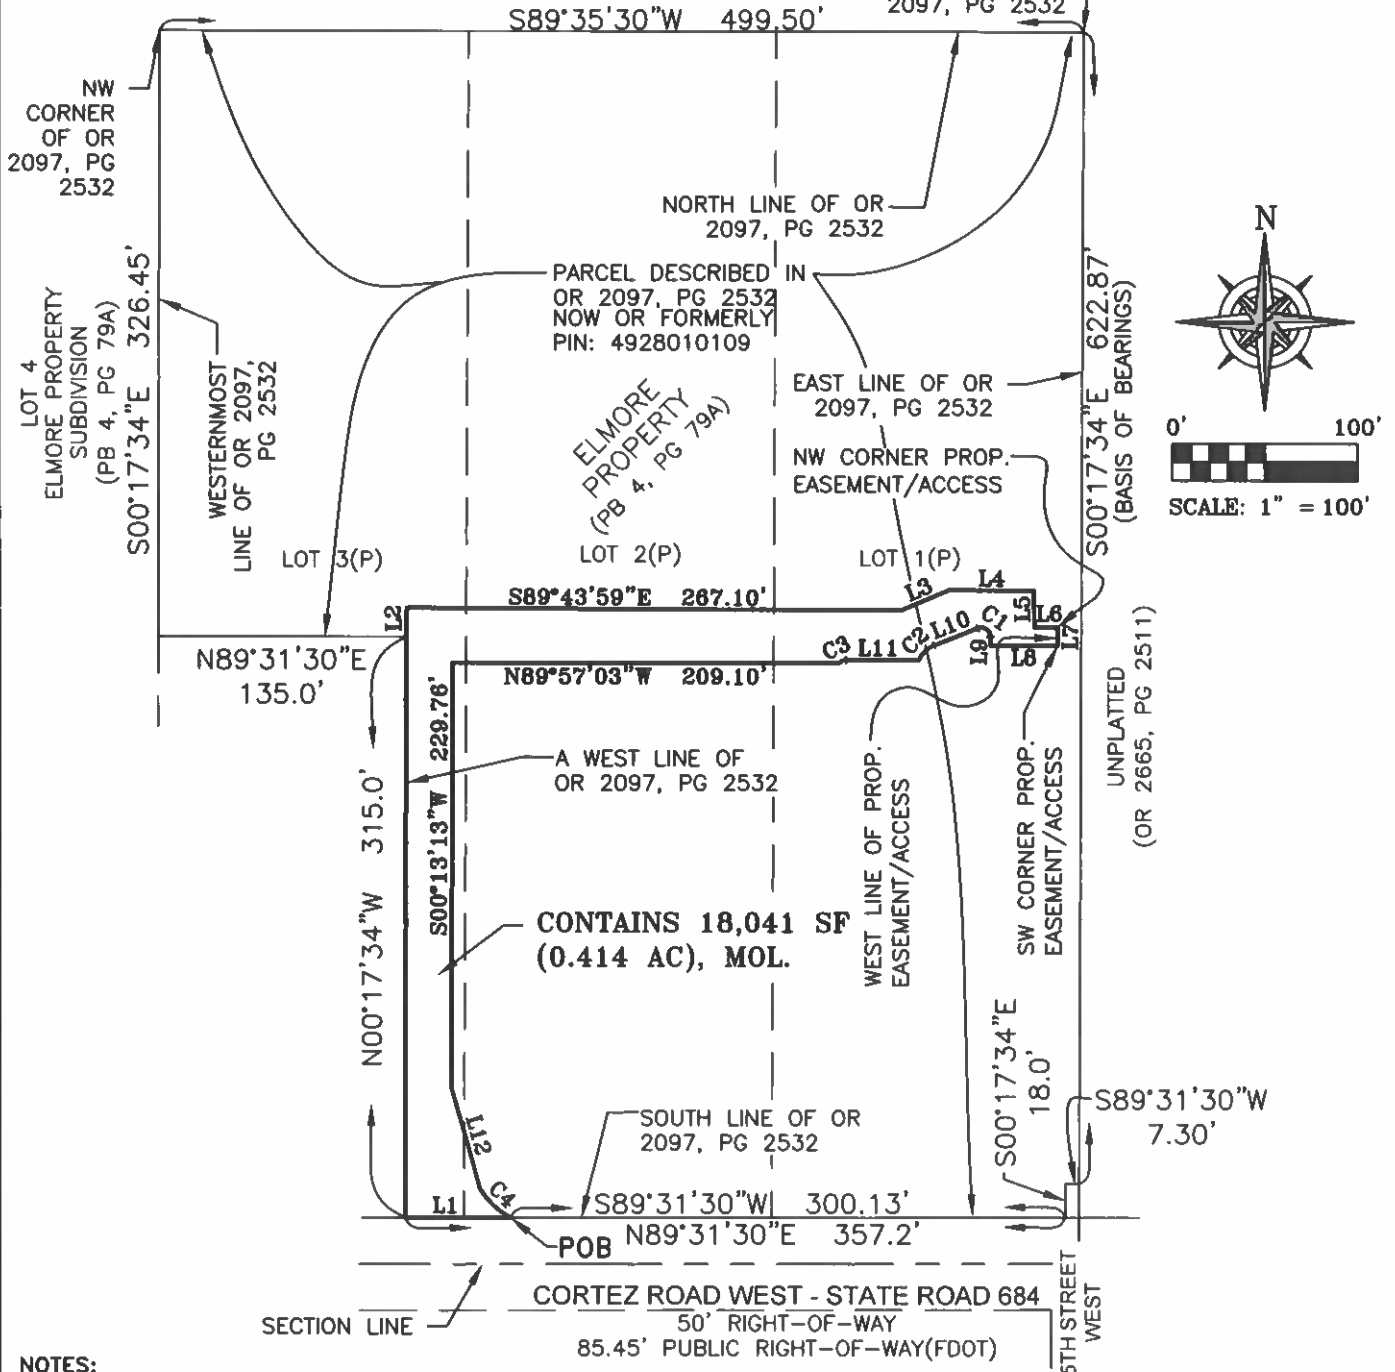 2097, PG 2532
S89°35'30"W 499.50'
NW
CORNER
OF OR
2097, PG
2532
NORTH LINE OF OR
2097, PG 2532
N
PARCEL DESCRIBED IN
OR 2097, PG 2532
NOW OR FORMERLY
PIN: 4928010109
LOT 4
ELMORE PROPERTY
SUBDIVISION
(PB 4, PG 79A)
S00°17'34"E 326.45'
WESTERNMOST
LINE OF OR 2097,
PG 2532
ELMORE
PROPERTY
(PB 4, PG 79A)
EAST LINE OF OR
2097, PG 2532
S00°17'34"E 622.87'
(BASIS OF BEARINGS)
0' 100'
SCALE: 1" = 100'
NW CORNER PROP.
EASEMENT/ACCESS
LOT 3(P)
LOT 2(P)
LOT 1(P)
L2
S89°43'59"E 267.10'
L3
L4
L5
L6
L7
N89°31'30"E
135.0'
C3
L11
C2
L10
C1
L9
L8
N89°57'03"W 209.10'
S00°13'13"W 229.76'
A WEST LINE OF
OR 2097, PG 2532
N00°17'34"W 315.0'
WEST LINE OF PROP.
EASEMENT/ACCESS
SW CORNER PROP.
EASEMENT/ACCESS
UNPLATTED
(OR 2665, PG 2511)
CONTAINS 18,041 SF
(0.414 AC), MOL.
S00°17'34"E
18.0'
S89°31'30"W
7.30'
L12
SOUTH LINE OF OR
2097, PG 2532
L1
C4
S89°31'30"W 300.13'
N89°31'30"E 357.2'
POB
CORTEZ ROAD WEST - STATE ROAD 684
SECTION LINE
50' RIGHT-OF-WAY
85.45' PUBLIC RIGHT-OF-WAY(FDOT)
STREET
WEST
NOTES: